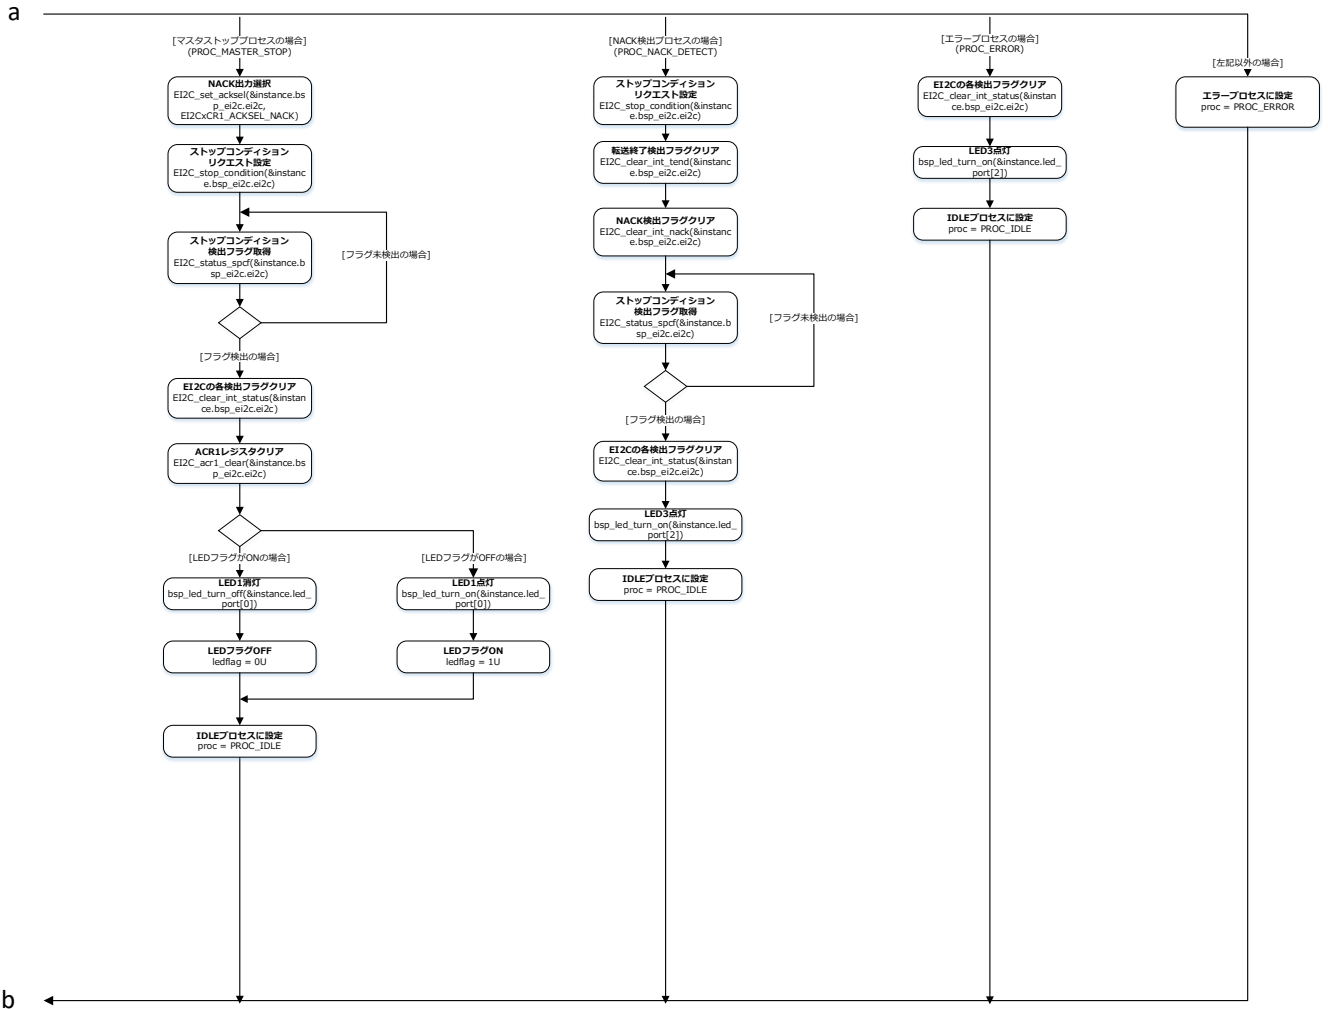 a
[マスタストッププロセスの場合]
(PROC_MASTER_STOP)
NACK出力選択
EI2C_set_acksel(&instance.bs
p_ei2c.ei2c,
EI2CxCR1_ACKSEL_NACK)
ストップコンディション
リクエスト設定
EI2C_stop_condition(&instanc
e.bsp_ei2c.ei2c)
ストップコンディション
検出フラグ取得
EI2C_status_spcf(&instance.b
sp_ei2c.ei2c)
[フラグ未検出の場合]
[フラグ検出の場合]
EI2Cの各検出フラグクリア
EI2C_clear_int_status(&instan
ce.bsp_ei2c.ei2c)
ACR1レジスタクリア
EI2C_acr1_clear(&instance.bs
p_ei2c.ei2c)
[LEDフラグがONの場合]
LED1消灯
bsp_led_turn_off(&instance.led_
port[0])
LEDフラグOFF
ledflag = 0U
[LEDフラグがOFFの場合]
LED1点灯
bsp_led_turn_on(&instance.led_
port[0])
LEDフラグON
ledflag = 1U
IDLEプロセスに設定
proc = PROC_IDLE
[NACK検出プロセスの場合]
(PROC_NACK_DETECT)
ストップコンディション
リクエスト設定
EI2C_stop_condition(&instanc
e.bsp_ei2c.ei2c)
転送終了検出フラグクリア
EI2C_clear_int_tend(&instanc
e.bsp_ei2c.ei2c)
NACK検出フラグクリア
EI2C_clear_int_nack(&instanc
e.bsp_ei2c.ei2c)
ストップコンディション
検出フラグ取得
EI2C_status_spcf(&instance.b
sp_ei2c.ei2c)
[フラグ未検出の場合]
[フラグ検出の場合]
EI2Cの各検出フラグクリア
EI2C_clear_int_status(&instan
ce.bsp_ei2c.ei2c)
LED3点灯
bsp_led_turn_on(&instance.led_
port[2])
IDLEプロセスに設定
proc = PROC_IDLE
[エラープロセスの場合]
(PROC_ERROR)
EI2Cの各検出フラグクリア
EI2C_clear_int_status(&instan
ce.bsp_ei2c.ei2c)
LED3点灯
bsp_led_turn_on(&instance.led_
port[2])
IDLEプロセスに設定
proc = PROC_IDLE
[左記以外の場合]
エラープロセスに設定
proc = PROC_ERROR
b